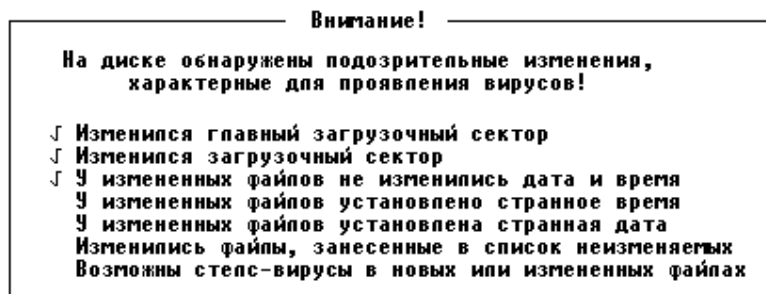 Внимание!
На диске обнаружены подозрительные изменения,
характерные для проявления вирусов!
√ Изменился главный загрузочный сектор
√ Изменился загрузочный сектор
√ У измененных файлов не изменились дата и время
У измененных файлов установлено странное время
У измененных файлов установлена странная дата
Изменились файлы, занесенные в список неизменяемых
Возможны стелс-вирусы в новых или измененных файлах